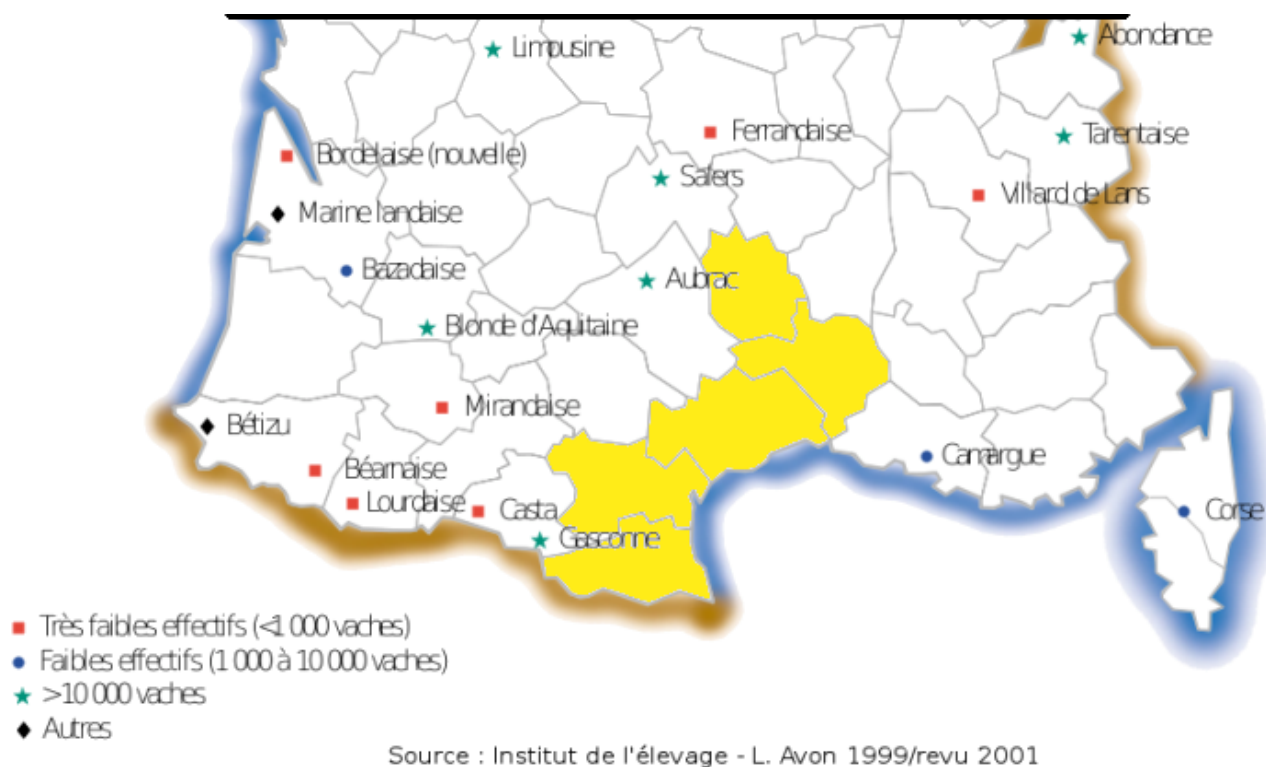 Limousine
Abondance
Ferrandaise
Tarentaise
Bordelaise (nouvelle)
Salers
Villard de Lans
Marine landaise
Bazadaise
Aubrac
Blonde d'Aquitaine
Mirandaise
Bétizu
Camargue
Béarnaise
Lourdaise
Casta
Corse
Gasconne
Très faibles effectifs (<1 000 vaches)
Faibles effectifs (1 000 à 10 000 vaches)
>10 000 vaches
Autres
Source : Institut de l'élevage - L. Avon 1999/revu 2001